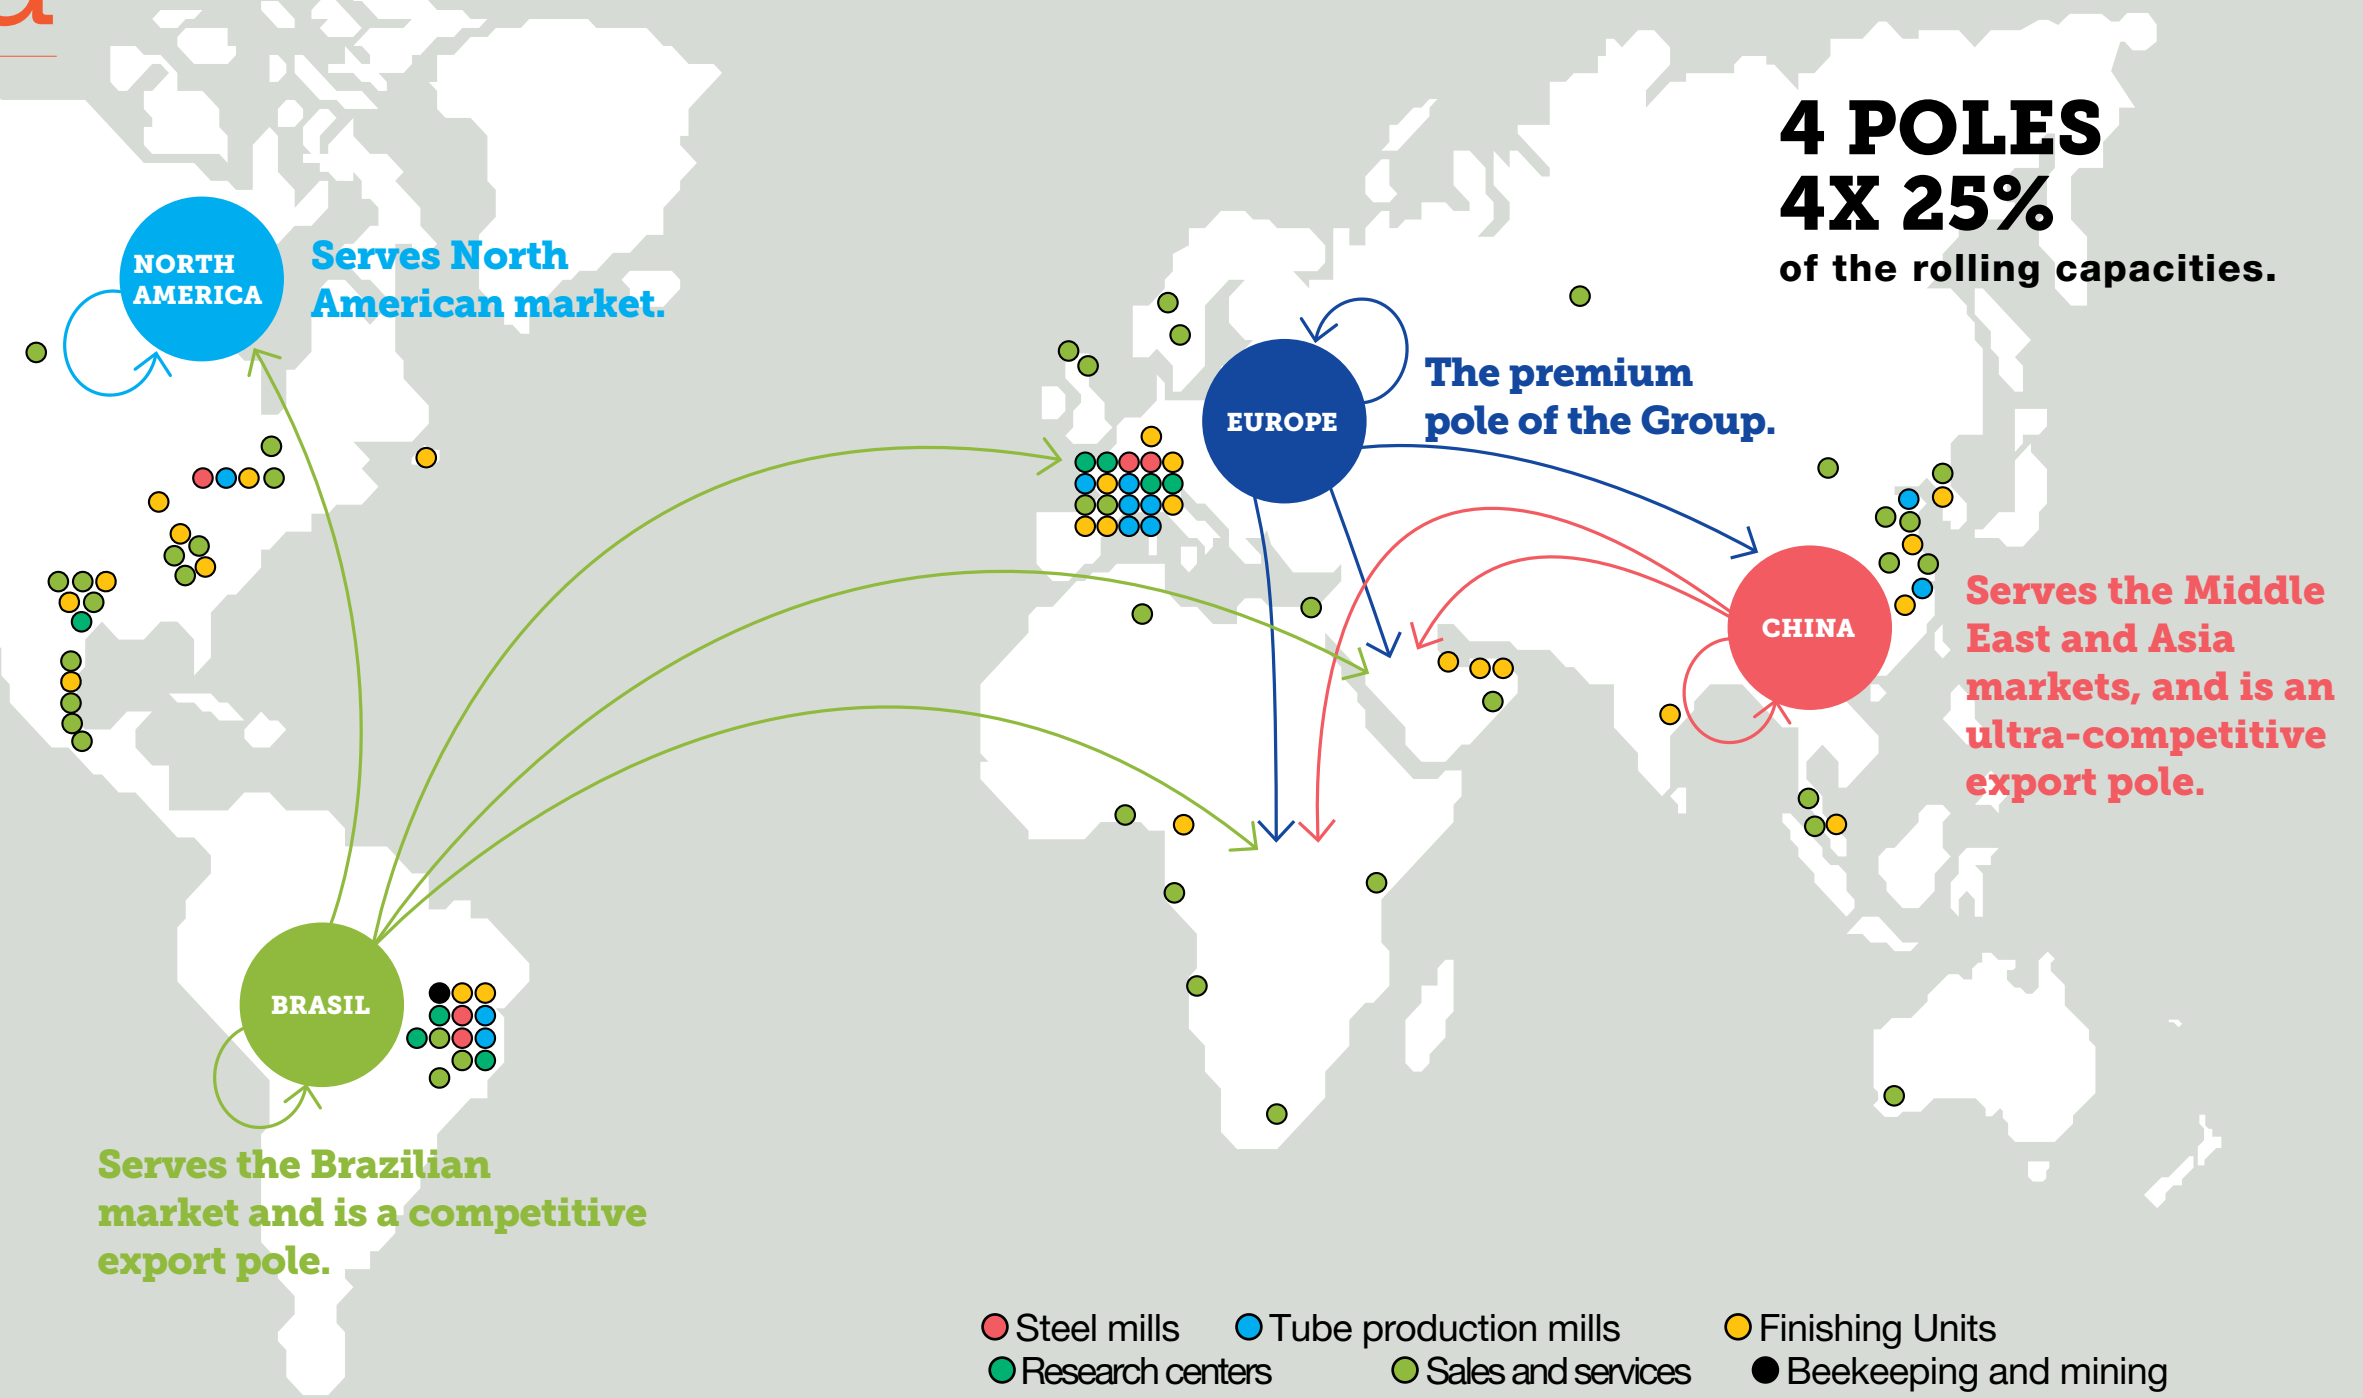 4 POLES
4X 25%
of the rolling capacities.
NORTH
AMERICA
Serves North
American market.
EUROPE
The premium
pole of the Group.
CHINA
Serves the Middle
East and Asia
markets, and is an
ultra-competitive
export pole.
BRASIL
Serves the Brazilian
market and is a competitive
export pole.
Steel mills
Tube production mills
Finishing Units
Research centers
Sales and services
Beekeeping and mining